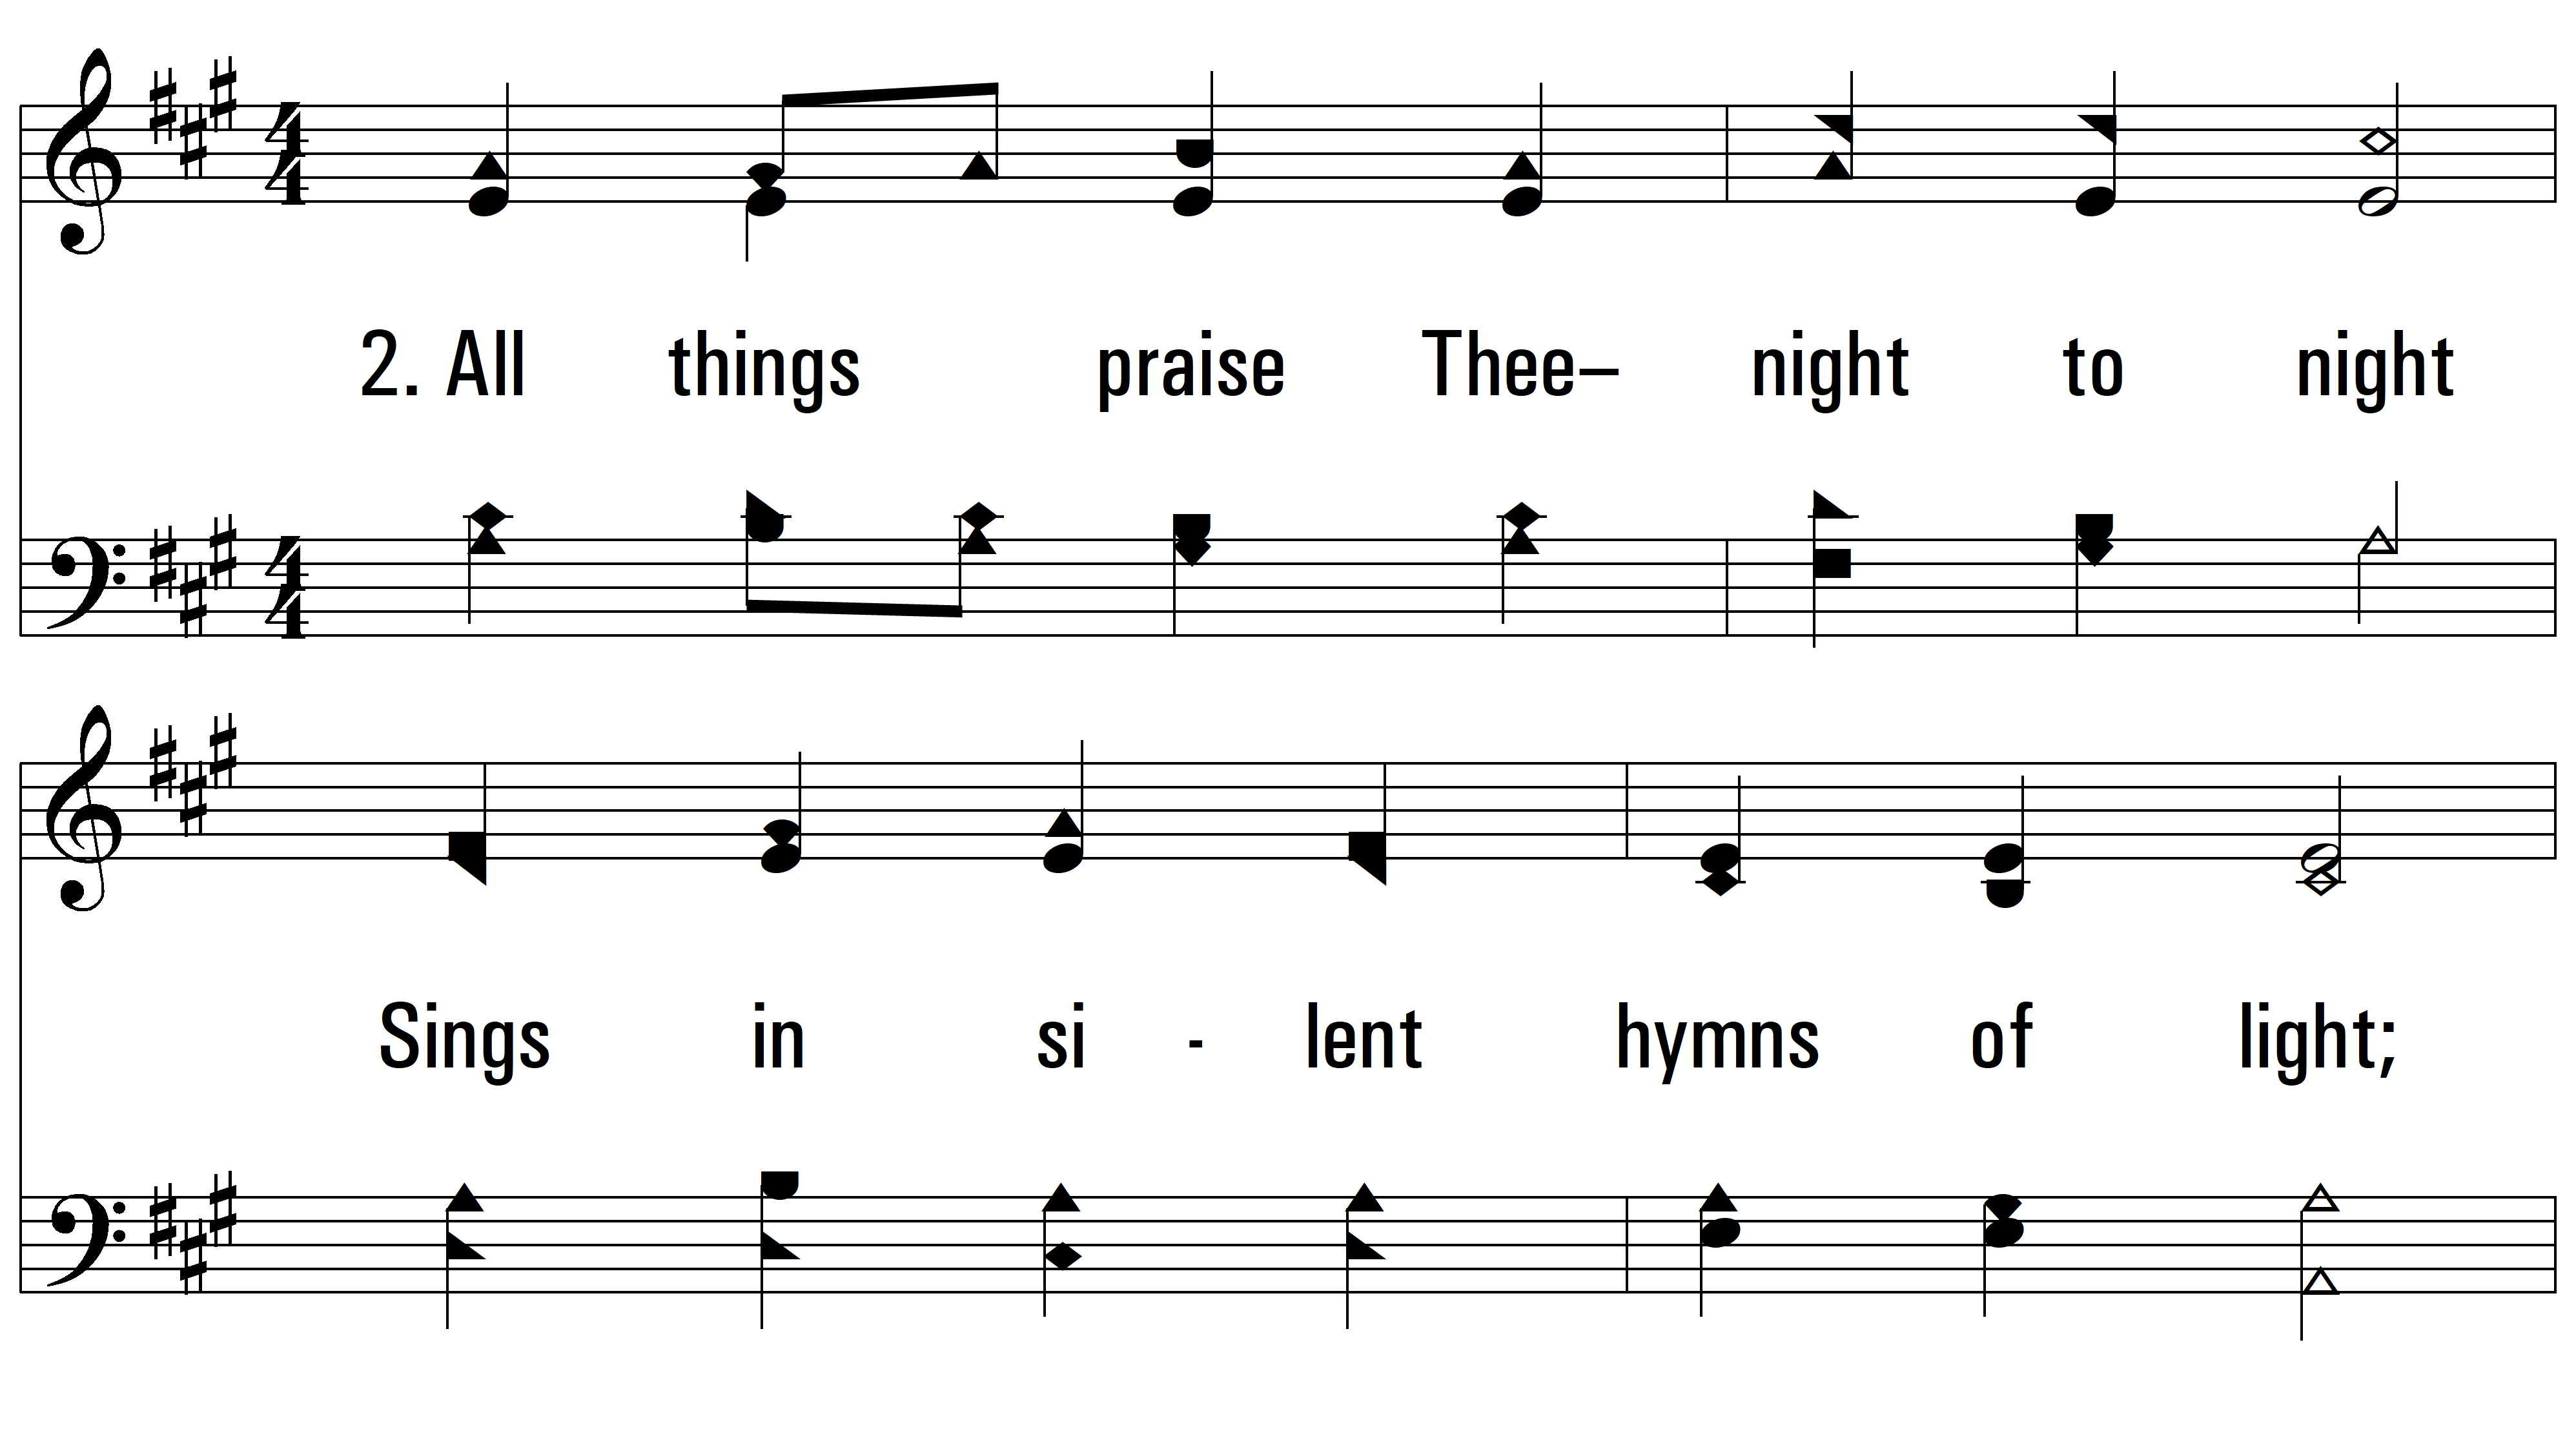 2. All things praise Thee– night to night
Sings in si - lent hymns of light;